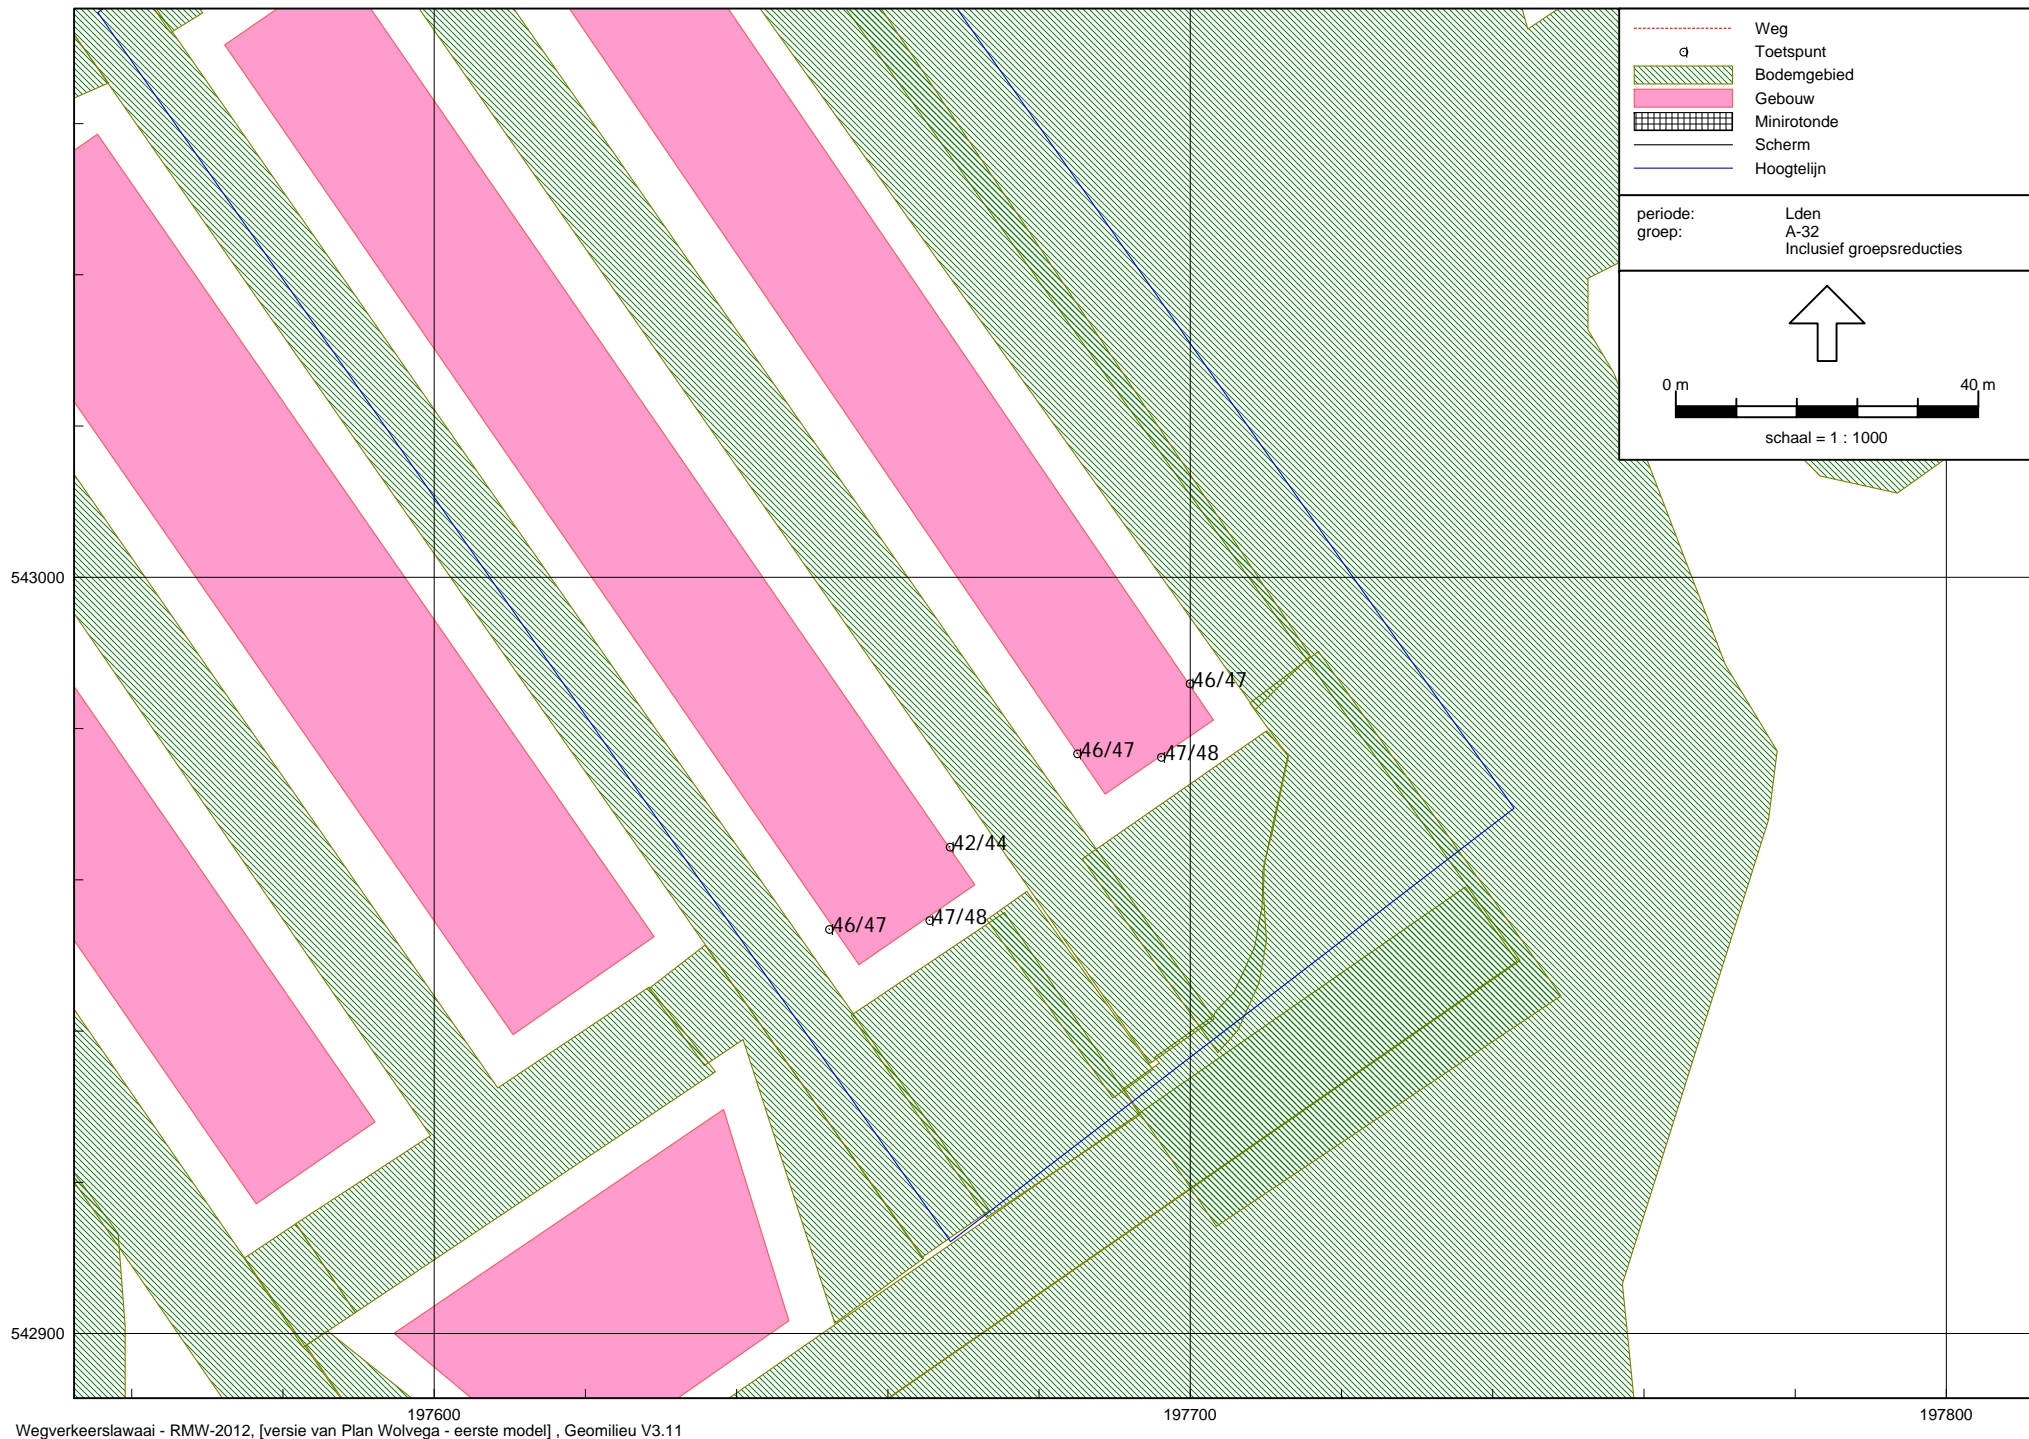 Weg
Toetspunt
Bodemgebied
Gebouw
Minirotonde
Scherm
Hoogtelijn
periode: Lden
groep: A-32
Inclusief groepsreducties
0 m 40 m
schaal = 1 : 1000
543000
46/47
46/47
47/48
42/44
46/47
47/48
542900
197600 197700 197800
Wegverkeerslawaai - RMW-2012, [versie van Plan Wolvega - eerste model] , Geomilieu V3.11